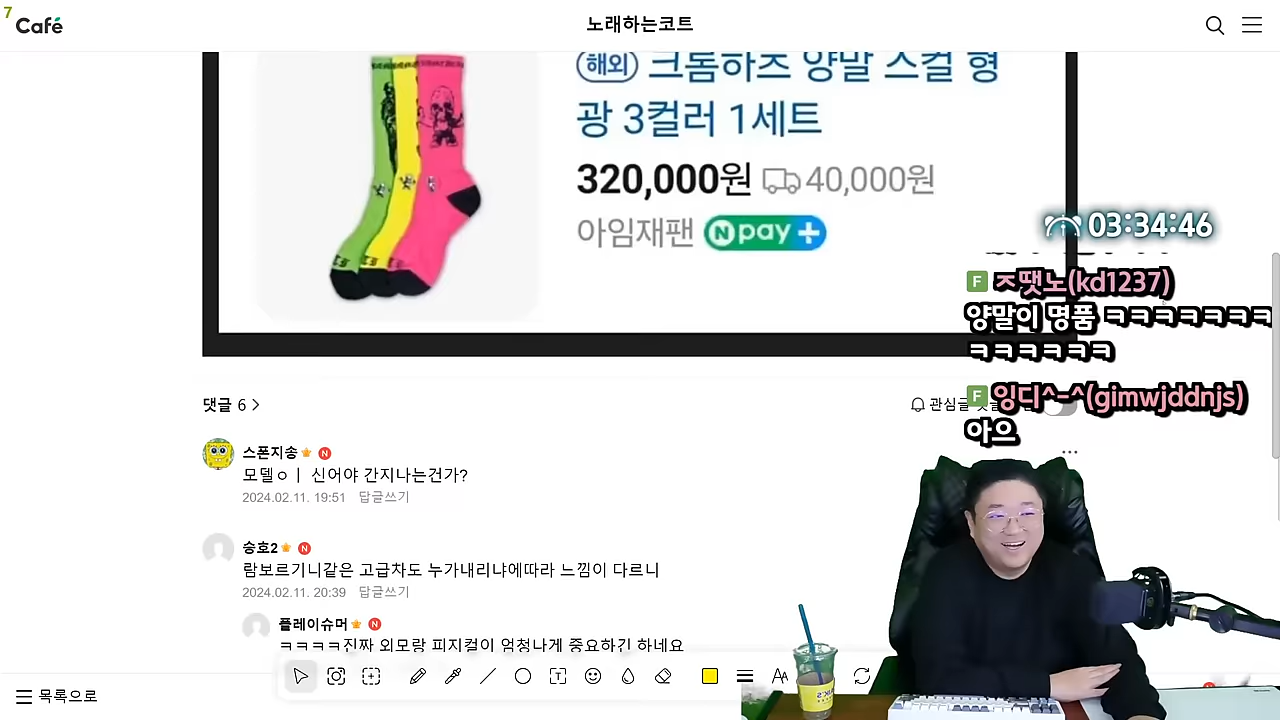 7
Café
노래하는코트
해외 크롬하츠 양말 스컬 형
광 3컬러 1세트
320,000원 40,000원
아임재팬 N pay +
03:34:46
F ㅈ땟노(kd1237)
양말이 명품 ㅋㅋㅋㅋㅋㅋㅋ
ㅋㅋㅋㅋㅋㅋ
댓글 6
관심글
F 잉디^-^(gimwjddnjs)
아으
스폰지송 N
모델ㅇㅣ 신어야 간지나는건가?
2024.02.11. 19:51 답글쓰기
송호2 N
람보르기니같은 고급차도 누가내리냐에따라 느낌이 다르니
2024.02.11. 20:39 답글쓰기
플레이슈머 N
ㅋㅋㅋㅋ진짜 외모랑 피지컬이 엄청나게 중요하긴 하네요
T
AA
목록으로